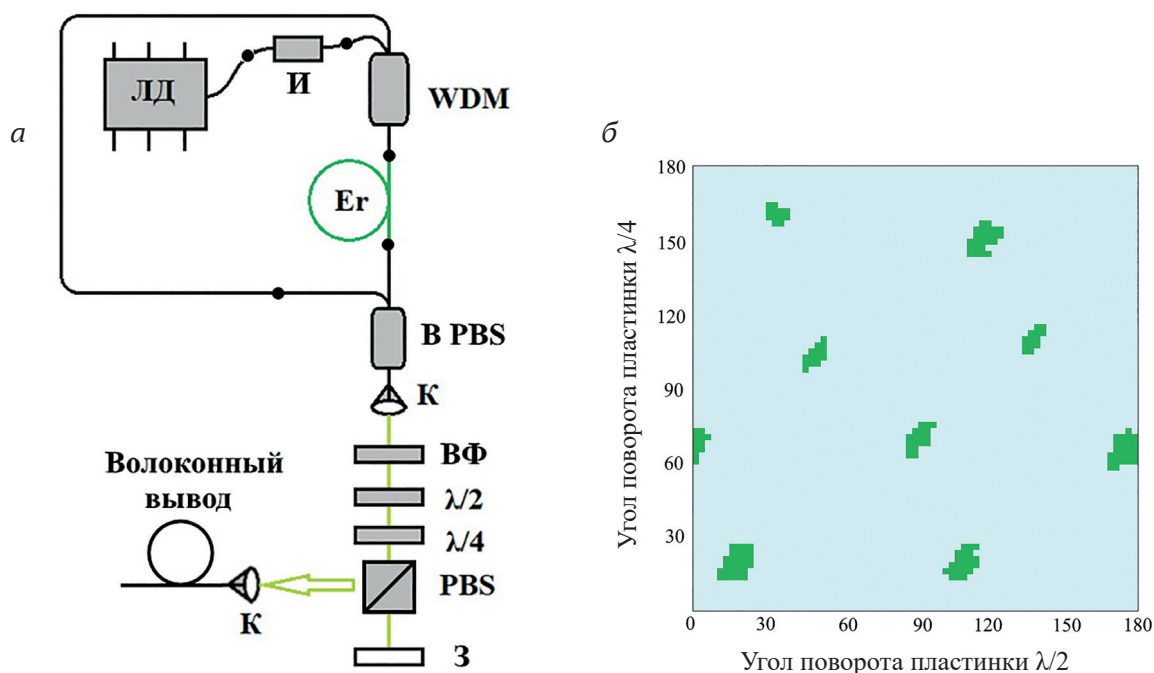 а
ЛД
И
WDM
Er
В PBS
К
ВФ
λ/2
λ/4
PBS
Волоконный
вывод
К
З
б
180
150
120
90
60
30
0 30 60 90 120 150 180
Угол поворота пластинки λ/4
Угол поворота пластинки λ/2